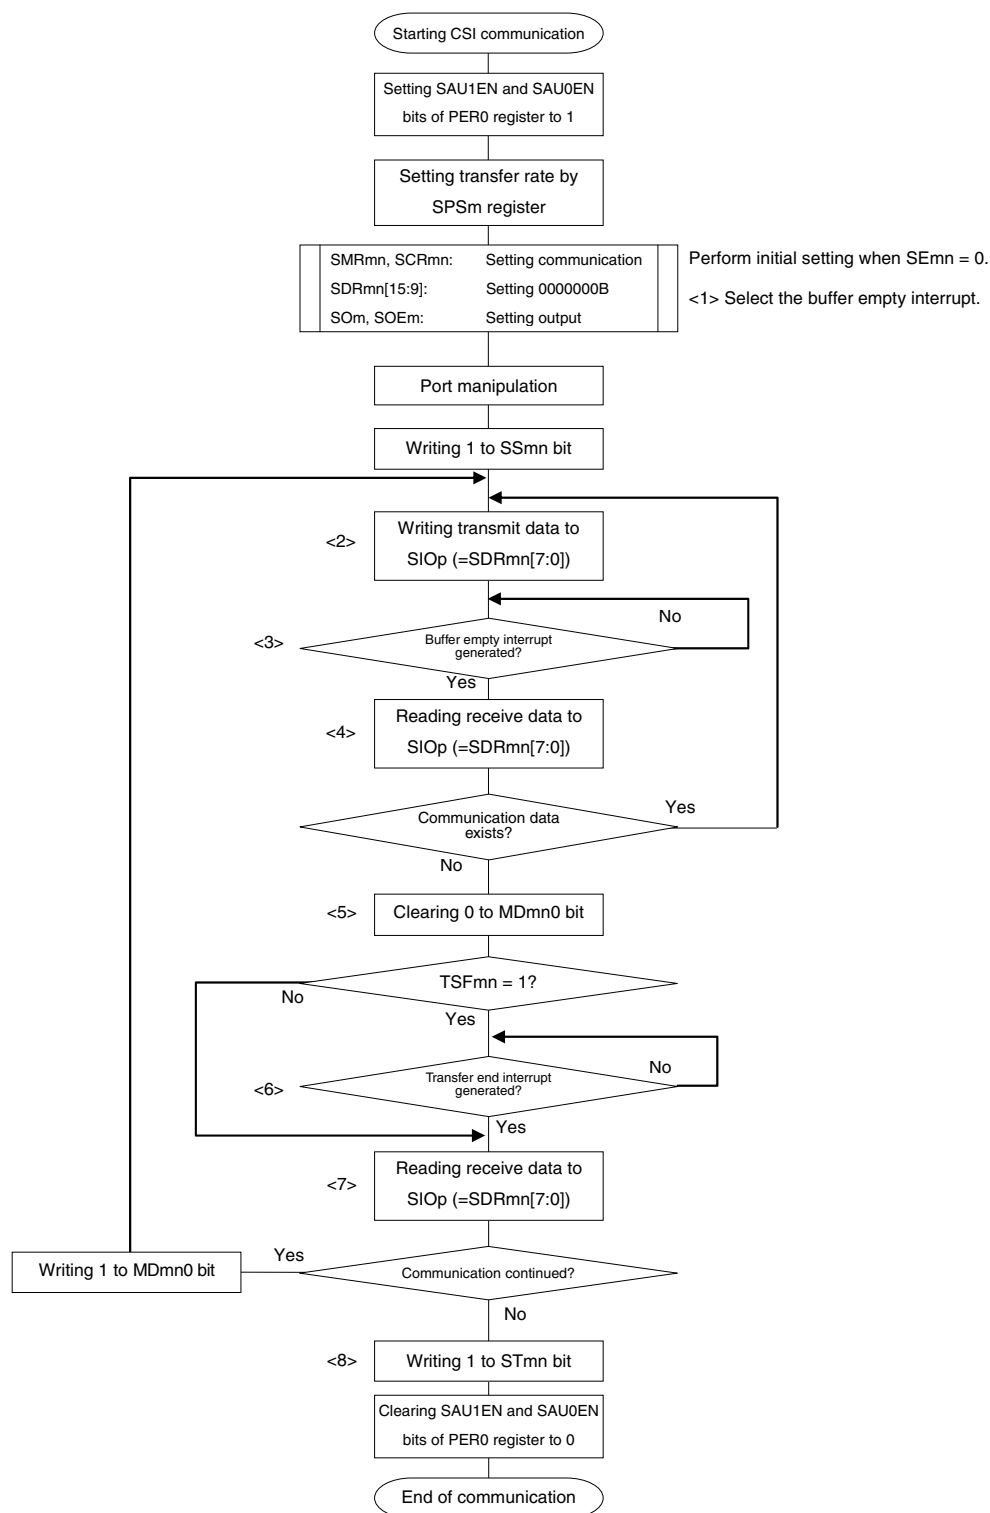 Starting CSI communication
Setting SAU1EN and SAU0EN
bits of PER0 register to 1
Setting transfer rate by
SPSm register
SMRmn, SCRmn: Setting communication
SDRmn[15:9]: Setting 0000000B
SOm, SOEm: Setting output
Perform initial setting when SEmn = 0.
<1> Select the buffer empty interrupt.
Port manipulation
Writing 1 to SSmn bit
<2>
Writing transmit data to
SIOp (=SDRmn[7:0])
No
<3>
Buffer empty interrupt
generated?
Yes
<4>
Reading receive data to
SIOp (=SDRmn[7:0])
Yes
Communication data
exists?
No
<5>
Clearing 0 to MDmn0 bit
TSFmn = 1?
No
Yes
No
<6>
Transfer end interrupt
generated?
Yes
<7>
Reading receive data to
SIOp (=SDRmn[7:0])
Yes
Writing 1 to MDmn0 bit
Communication continued?
No
<8>
Writing 1 to STmn bit
Clearing SAU1EN and SAU0EN
bits of PER0 register to 0
End of communication